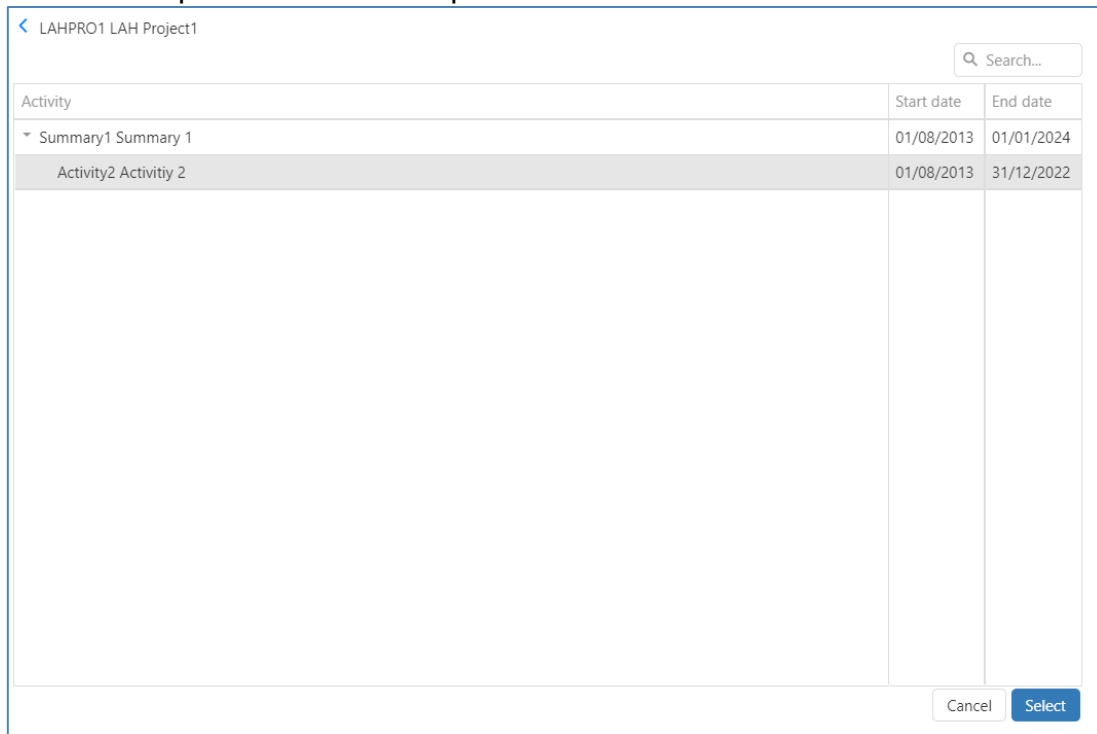 LAHPRO1 LAH Project1
Search...
Activity Start date End date
Summary1 Summary 1 01/08/2013 01/01/2024
Activity2 Activitiy 2 01/08/2013 31/12/2022
Cancel Select